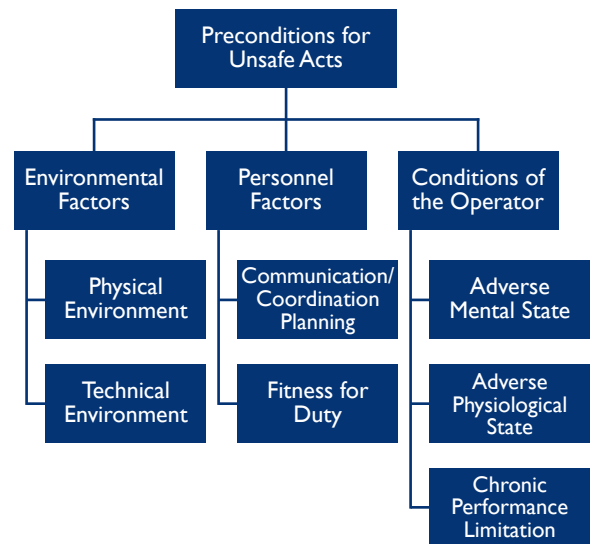 Preconditions for
Unsafe Acts
Environmental
Factors
Personnel
Factors
Conditions of
the Operator
Physical
Environment
Communication/
Coordination
Planning
Adverse
Mental State
Technical
Environment
Fitness for
Duty
Adverse
Physiological
State
Chronic
Performance
Limitation